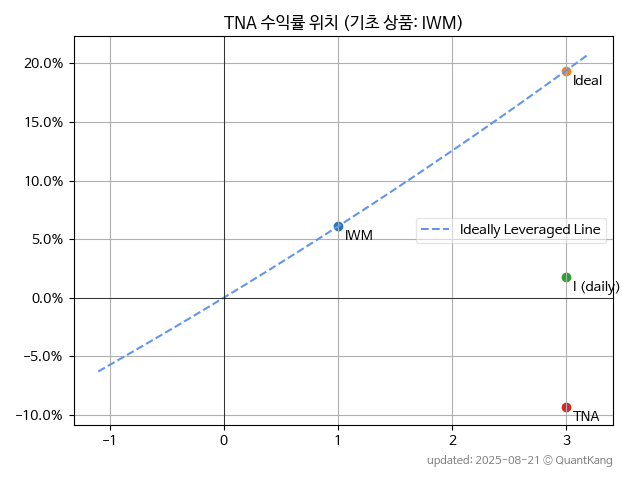 TNA 수익률 위치 (기초 상품: IWM)
20.0%
15.0%
10.0%
5.0%
0.0%
−5.0%
−10.0%
Ideal
IWM
Ideally Leveraged Line
I (daily)
TNA
−1
0
1
2
3
updated: 2025-08-21 © QuantKang